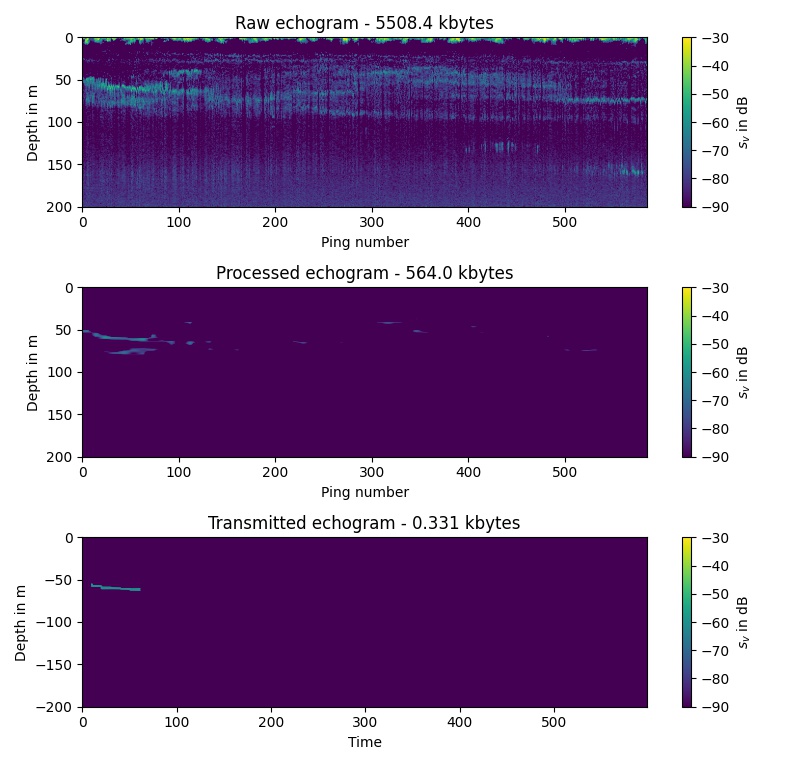 Raw echogram - 5508.4 kbytes
0
50
100
150
200
Depth in m
0 100 200 300 400 500
Ping number
−30
−40
−50
−60
−70
−80
−90
sv in dB
Processed echogram - 564.0 kbytes
0
50
100
150
200
Depth in m
0 100 200 300 400 500
Ping number
−30
−40
−50
−60
−70
−80
−90
sv in dB
Transmitted echogram - 0.331 kbytes
0
−50
−100
−150
−200
Depth in m
0 100 200 300 400 500
Time
−30
−40
−50
−60
−70
−80
−90
sv in dB